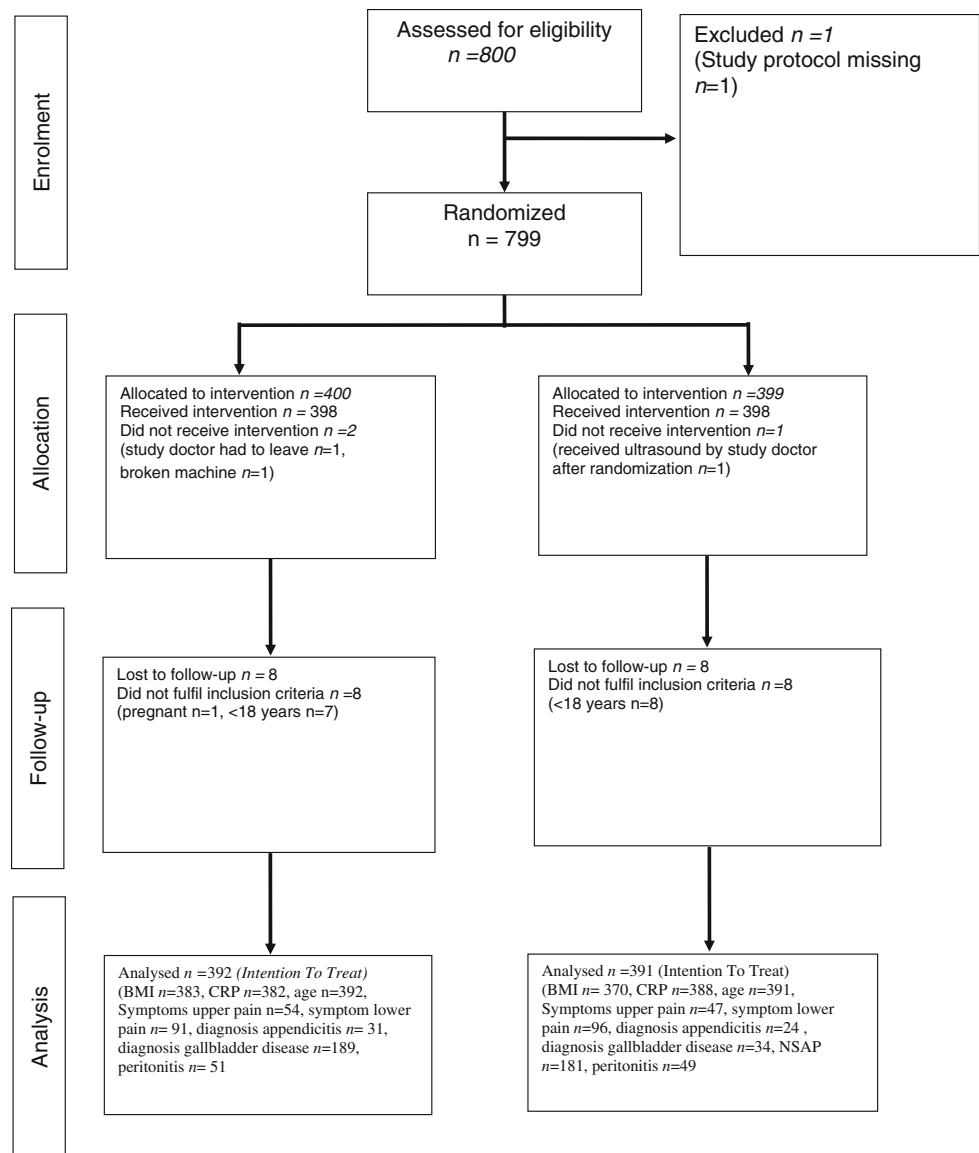 Enrolment
Assessed for eligibility
n =800
Excluded n =1
(Study protocol missing
n=1)
Randomized
n = 799
Allocation
Allocated to intervention n =400
Received intervention n = 398
Did not receive intervention n =2
(study doctor had to leave n=1,
broken machine n=1)
Allocated to intervention n =399
Received intervention n = 398
Did not receive intervention n=1
(received ultrasound by study doctor
after randomization n=1)
Follow-up
Lost to follow-up n = 8
Did not fulfil inclusion criteria n =8
(pregnant n=1, <18 years n=7)
Lost to follow-up n = 8
Did not fulfil inclusion criteria n =8
(<18 years n=8)
Analysis
Analysed n =392 (Intention To Treat)
(BMI n=383, CRP n=382, age n=392,
Symptoms upper pain n=54, symptom lower
pain n= 91, diagnosis appendicitis n= 31,
diagnosis gallbladder disease n=189,
peritonitis n= 51
Analysed n =391 (Intention To Treat)
(BMI n= 370, CRP n=388, age n=391,
Symptoms upper pain n=47, symptom lower
pain n=96, diagnosis appendicitis n=24 ,
diagnosis gallbladder disease n=34, NSAP
n=181, peritonitis n=49